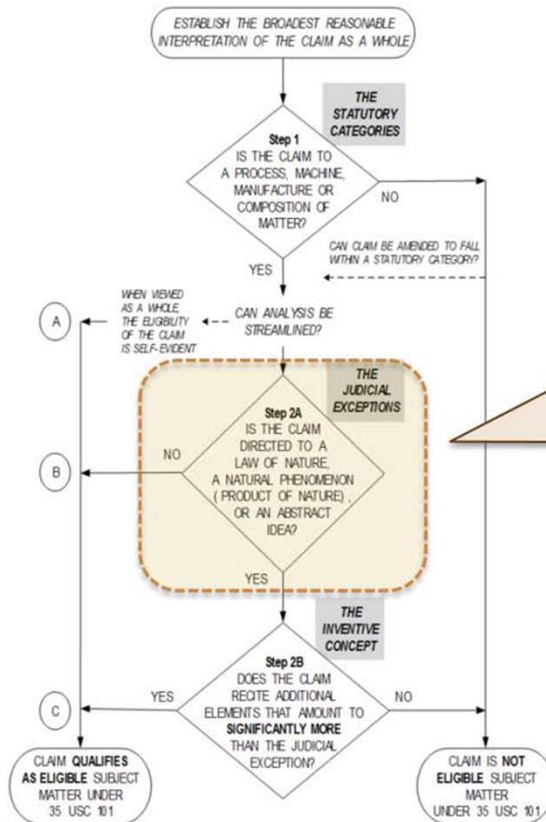 ESTABLISH THE BROADEST REASONABLE
INTERPRETATION OF THE CLAIM AS A WHOLE
THE
STATUTORY
CATEGORIES
Step 1
IS THE CLAIM TO
A PROCESS, MACHINE,
MANUFACTURE OR
COMPOSITION OF
MATTER?
NO
YES
CAN CLAIM BE AMENDED TO FALL
WITHIN A STATUTORY CATEGORY?
WHEN VIEWED
AS A WHOLE,
THE ELIGIBILITY
OF THE CLAIM
IS SELF-EVIDENT
A
CAN ANALYSIS BE
STREAMLINED?
THE
JUDICIAL
EXCEPTIONS
Step 2A
IS THE CLAIM
DIRECTED TO A
LAW OF NATURE,
A NATURAL PHENOMENON
(PRODUCT OF NATURE),
OR AN ABSTRACT
IDEA?
NO
B
YES
THE
INVENTIVE
CONCEPT
Step 2B
DOES THE CLAIM
RECITE ADDITIONAL
ELEMENTS THAT AMOUNT TO
SIGNIFICANTLY MORE
THAN THE JUDICIAL
EXCEPTION?
YES
NO
C
CLAIM QUALIFIES
AS ELIGIBLE SUBJECT
MATTER UNDER
35 USC 101
CLAIM IS NOT
ELIGIBLE SUBJECT
MATTER
UNDER 35 USC 101